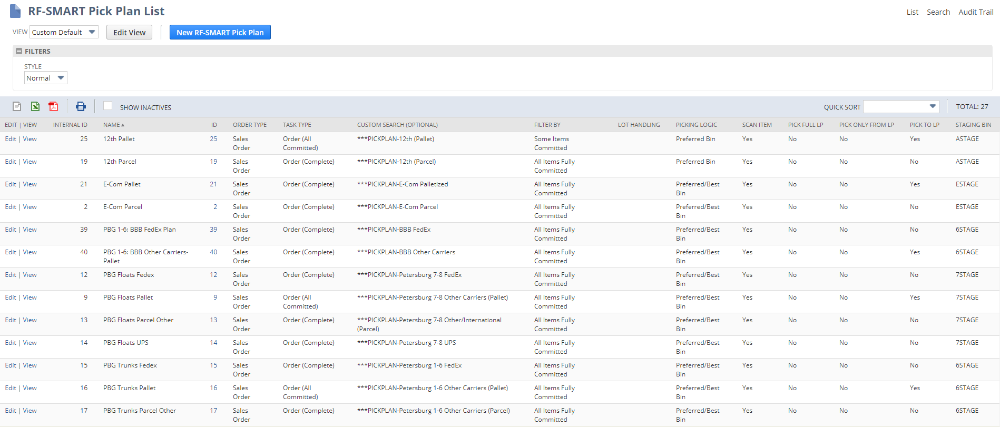 RF-SMART Pick Plan List
List Search Audit Trail
VIEW Custom Default Edit View New RF-SMART Pick Plan
FILTERS
STYLE
Normal
SHOW INACTIVES QUICK SORT TOTAL: 27
EDIT | VIEW INTERNAL ID NAME▲ ID ORDER TYPE TASK TYPE CUSTOM SEARCH (OPTIONAL) FILTER BY LOT HANDLING PICKING LOGIC SCAN ITEM PICK FULL LP PICK ONLY FROM LP PICK TO LP STAGING BIN
Edit | View 25 12th Pallet 25 Sales Order (All ***PICKPLAN-12th (Pallet) Some Items Preferred Bin Yes No No Yes ASTAGE
Order Committed) Committed
Edit | View 19 12th Parcel 19 Sales Order (Complete) ***PICKPLAN-12th (Parcel) All Items Fully Preferred Bin Yes No No No ASTAGE
Order Committed
Edit | View 21 E-Com Pallet 21 Sales Order (Complete) ***PICKPLAN-E-Com Palletized All Items Fully Preferred/Best Yes No No Yes ESTAGE
Order Committed Bin
Edit | View 2 E-Com Parcel 2 Sales Order (Complete) ***PICKPLAN-E-Com Parcel All Items Fully Preferred/Best Yes No No No ESTAGE
Order Committed Bin
Edit | View 39 PBG 1-6: BBB FedEx Plan 39 Sales Order (Complete) ***PICKPLAN-BBB FedEx All Items Fully Preferred/Best Yes No No No 6STAGE
Order Committed Bin
Edit | View 40 PBG 1-6: BBB Other Carriers- 40 Sales Order (Complete) ***PICKPLAN-BBB Other Carriers All Items Fully Preferred/Best Yes No No Yes 6STAGE
Pallet Order Committed Bin
Edit | View 12 PBG Floats Fedex 12 Sales Order (Complete) ***PICKPLAN-Petersburg 7-8 FedEx All Items Fully Preferred/Best Yes No No No 7STAGE
Order Committed Bin
Edit | View 9 PBG Floats Pallet 9 Sales Order (All ***PICKPLAN-Petersburg 7-8 Other Carriers (Pallet) All Items Fully Preferred/Best Yes No No Yes 7STAGE
Order Committed) Committed Bin
Edit | View 13 PBG Floats Parcel Other 13 Sales Order (Complete) ***PICKPLAN-Petersburg 7-8 Other/International All Items Fully Preferred/Best Yes No No No 7STAGE
Order (Parcel) Committed Bin
Edit | View 14 PBG Floats UPS 14 Sales Order (Complete) ***PICKPLAN-Petersburg 7-8 UPS All Items Fully Preferred/Best Yes No No No 7STAGE
Order Committed Bin
Edit | View 15 PBG Trunks Fedex 15 Sales Order (Complete) ***PICKPLAN-Petersburg 1-6 FedEx All Items Fully Preferred/Best Yes No No No 6STAGE
Order Committed Bin
Edit | View 16 PBG Trunks Pallet 16 Sales Order (All ***PICKPLAN-Petersburg 1-6 Other Carriers (Pallet) All Items Fully Preferred/Best Yes No No Yes 6STAGE
Order Committed) Committed Bin
Edit | View 17 PBG Trunks Parcel Other 17 Sales Order (Complete) ***PICKPLAN-Petersburg 1-6 Other Carriers (Parcel) All Items Fully Preferred/Best Yes No No No 6STAGE
Order Committed Bin